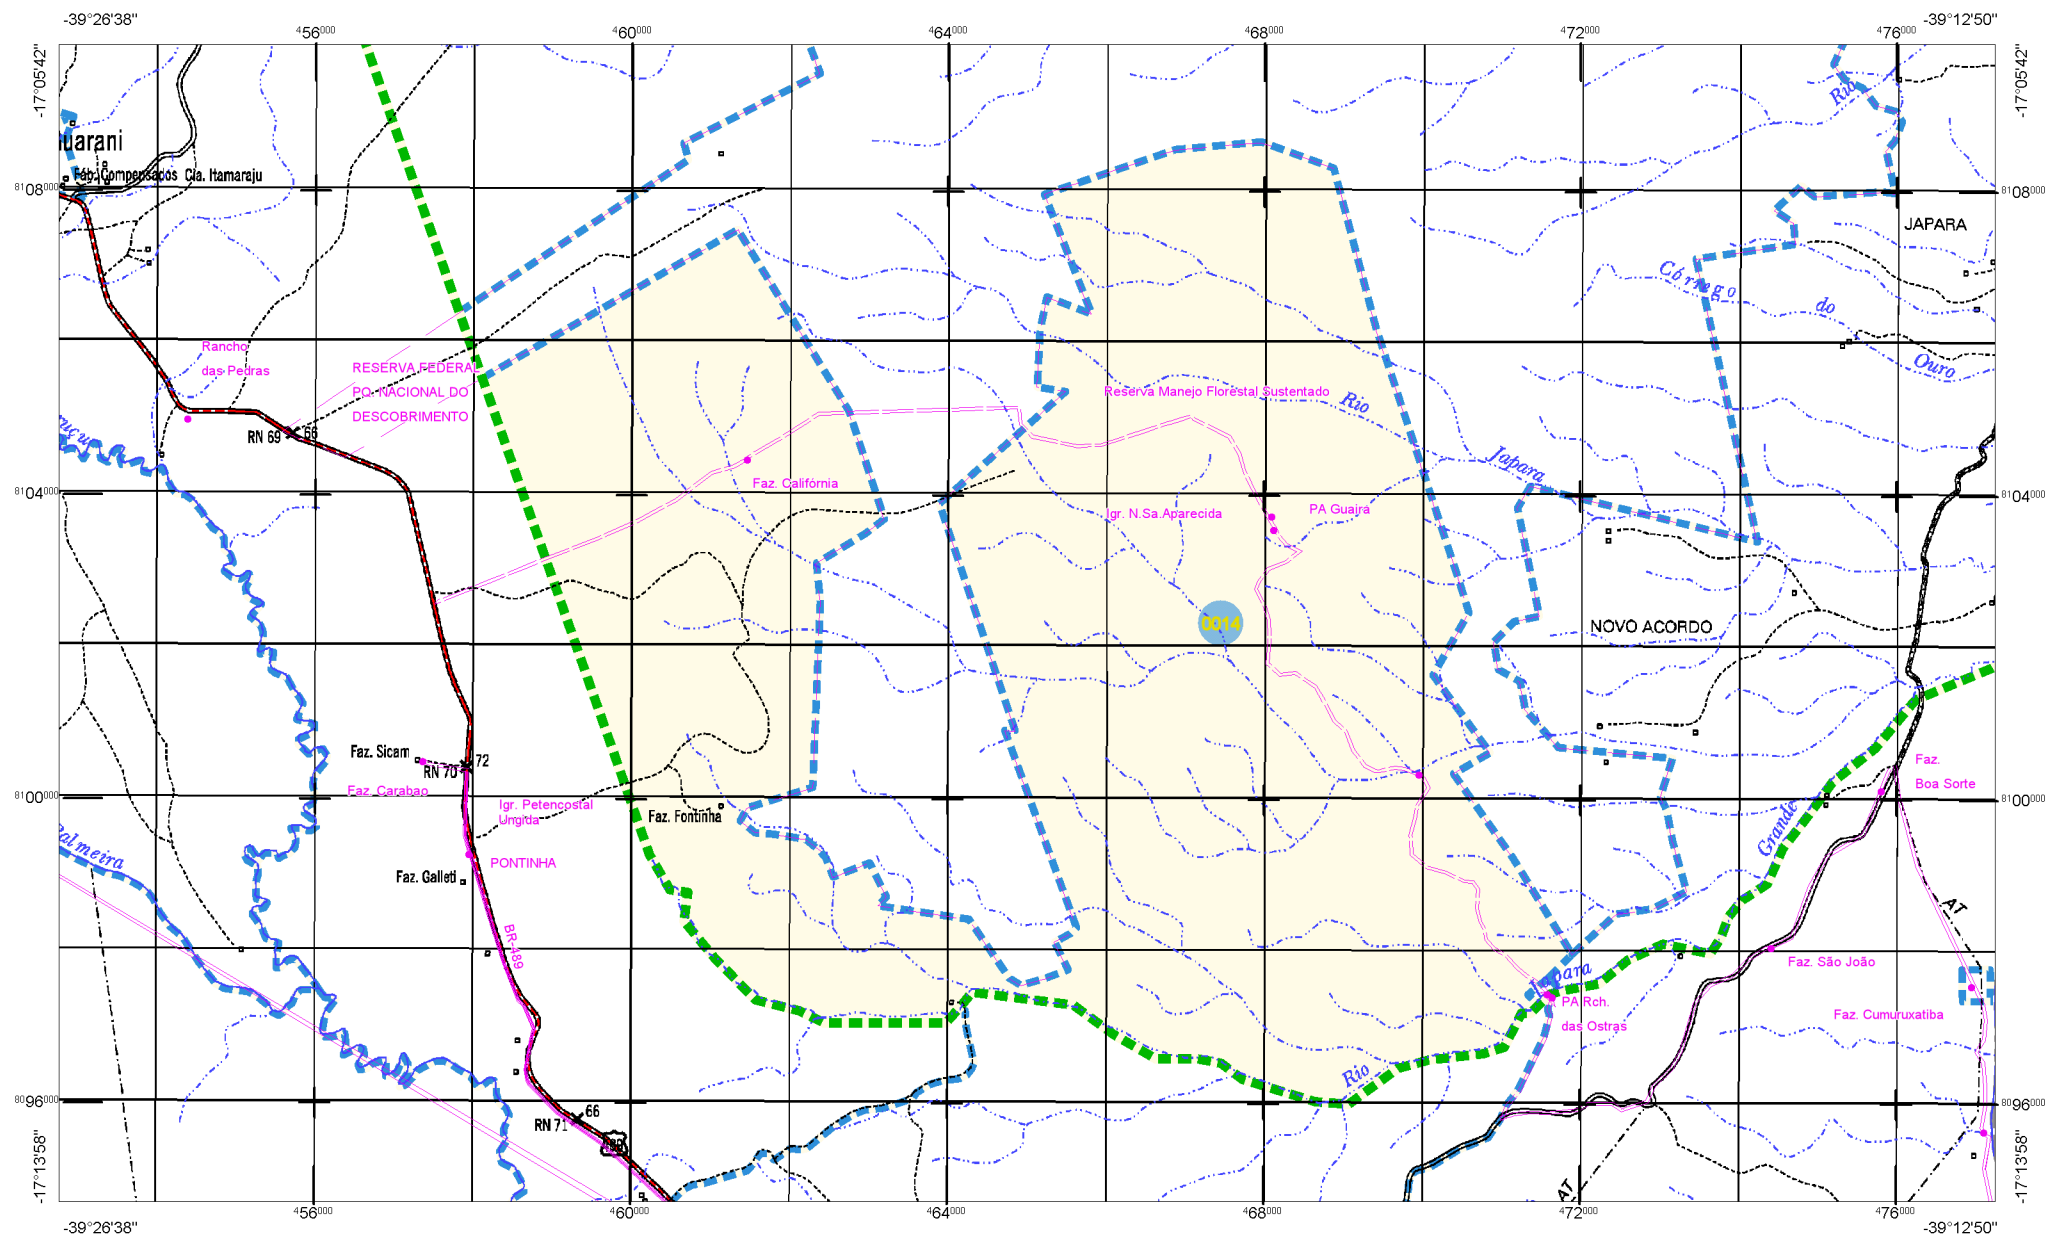 -39°26'38"
-39°12'50"
456000
460000
464000
468000
472000
476000
-17°05'42"
-17°05'42"
Rio
uarani
Fáb. Compensados Cia. Itamaraju
8108000
8108000
JAPARA
Córrego
do
Ouro
Rancho
das Pedras
RESERVA FEDERAL
PQ. NACIONAL DO
DESCOBRIMENTO
Reserva Manejo Florestal Sustentado
Rio
Japara
RN 69
66
Faz. Califórnia
8104000
8104000
Igr. N.Sa.Aparecida
PA Guaira
0014
NOVO ACORDO
Faz. Sicam
RN 70
72
Faz. Carabao
Faz.
Boa Sorte
8100000
8100000
Igr. Petencostal
Ungida
Faz. Fontinha
Grande
Palmeira
PONTINHA
Faz. Galleti
AT
BR-489
Faz. São João
Japara
PA Rch.
das Ostras
Faz. Cumuruxatiba
Rio
8096000
8096000
RN 71
66
-17°13'58"
-17°13'58"
AT
456000
460000
464000
468000
472000
476000
-39°26'38"
-39°12'50"